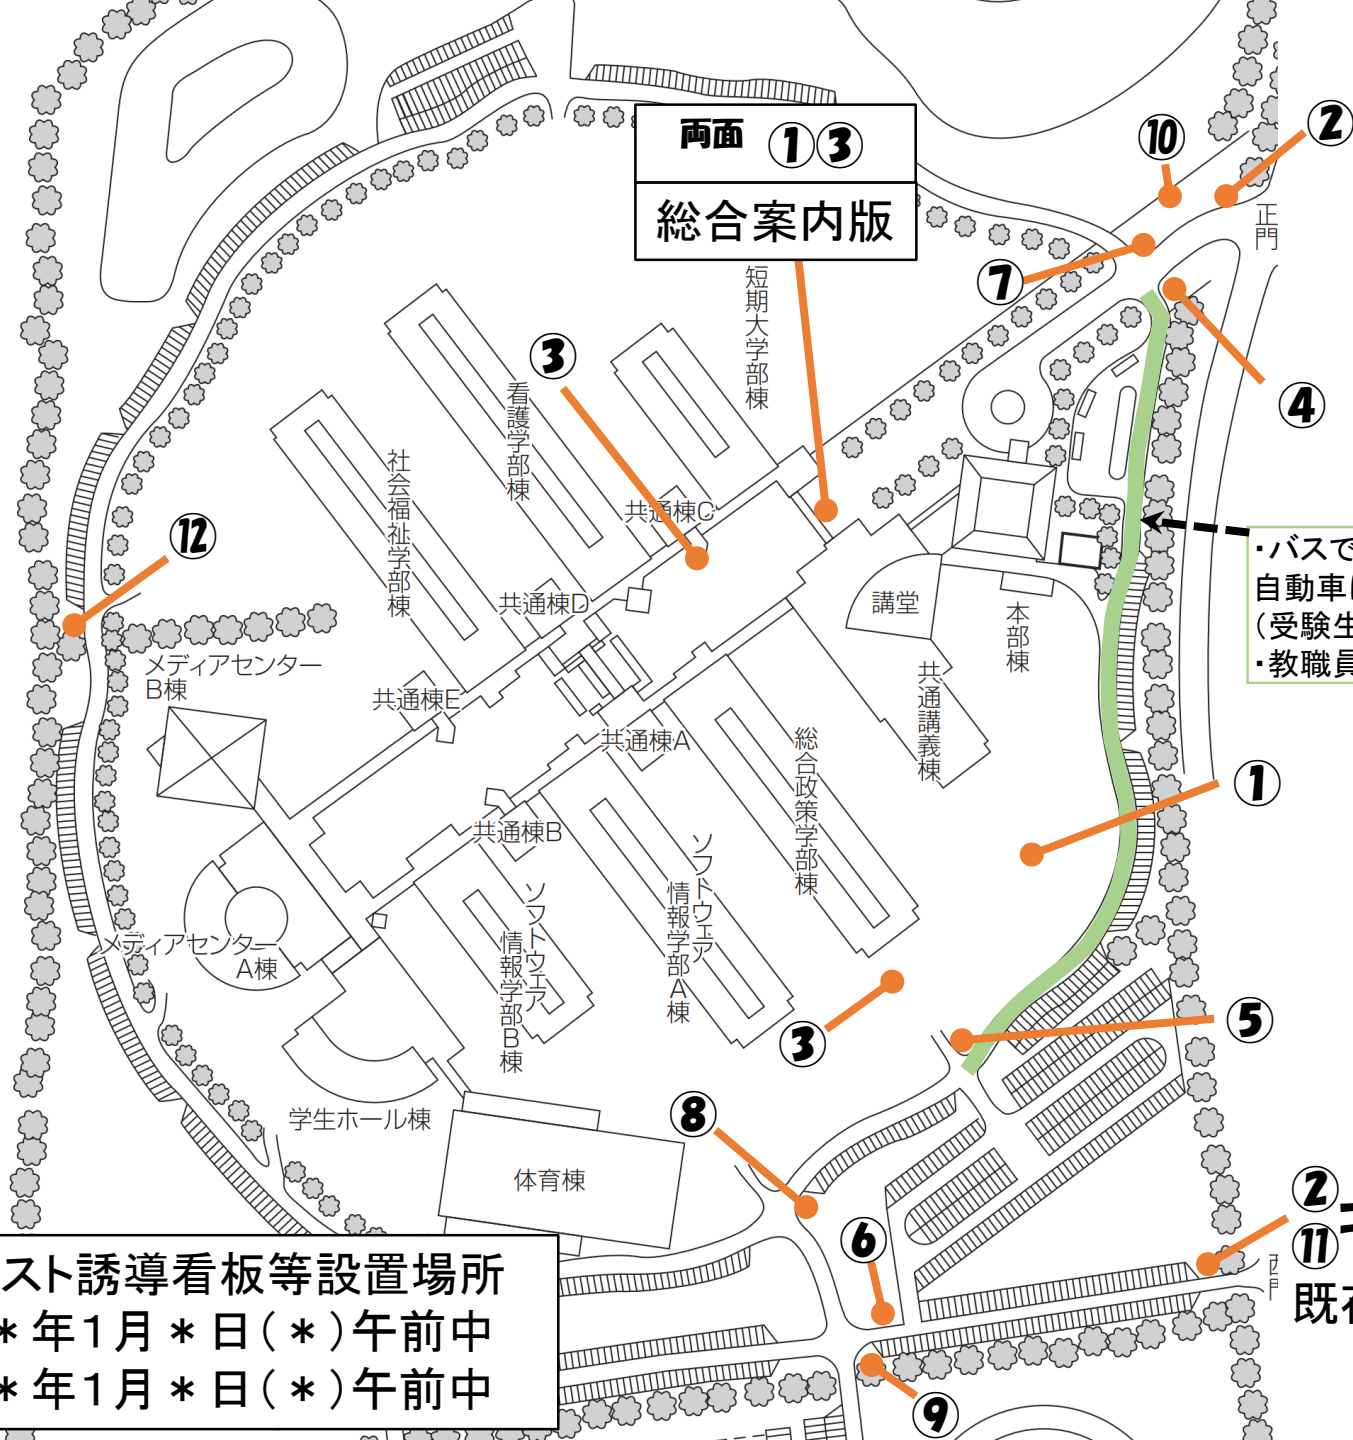 両面 ①③
総合案内版
⑩
②
正門
⑦
④
短期大学部棟
③
看護学部棟
社会福祉学部棟
共通棟C
⑫
共通棟D
講堂
本部棟
・バスで
自動車
(受験生
・教職員
メディアセンター
B棟
共通棟E
共通講義棟
共通棟A
総合政策学部棟
①
共通棟B
ソフトウェア
情報学部A棟
ソフトウェア
情報学部B棟
メディアセンター
A棟
③
⑤
学生ホール棟
⑧
体育棟
②
⑥
⑪
西門
既存
スト誘導看板等設置場所
＊年1月＊日(＊)午前中
＊年1月＊日(＊)午前中
⑨